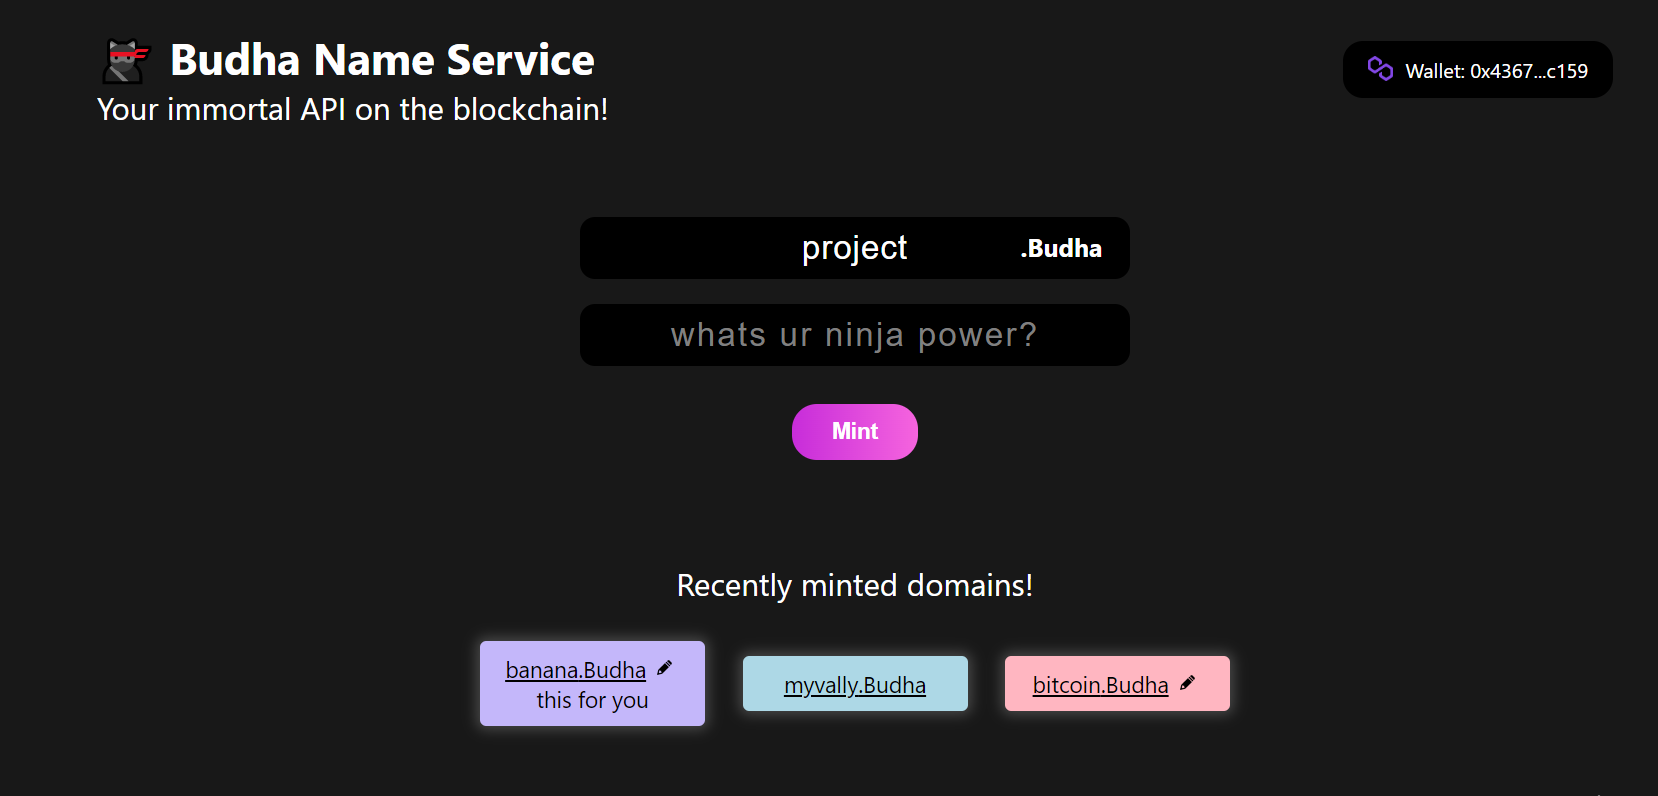 Budha Name Service
Your immortal API on the blockchain!
Wallet: 0x4367...c159
project
.Budha
whats ur ninja power?
Mint
Recently minted domains!
banana.Budha
this for you
myvally.Budha
bitcoin.Budha